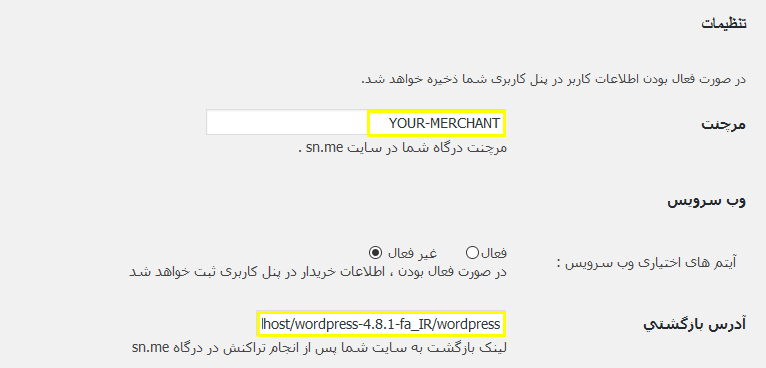 تنظیمات
در صورت فعال بودن اطلاعات کاربر در پنل کاربری شما ذخیره خواهد شد.
مرچنت
YOUR-MERCHANT
مرچنت درگاه شما در سایت sn.me .
وب سرویس
آیتم های اختیاری وب سرویس :
فعال غیر فعال
در صورت فعال بودن ، اطلاعات خریدار در پنل کاربری ثبت خواهد شد
آدرس بازگشتي
lhost/wordpress-4.8.1-fa_IR/wordpress
لینک بازگشت به سایت شما پس از انجام تراکنش در درگاه sn.me